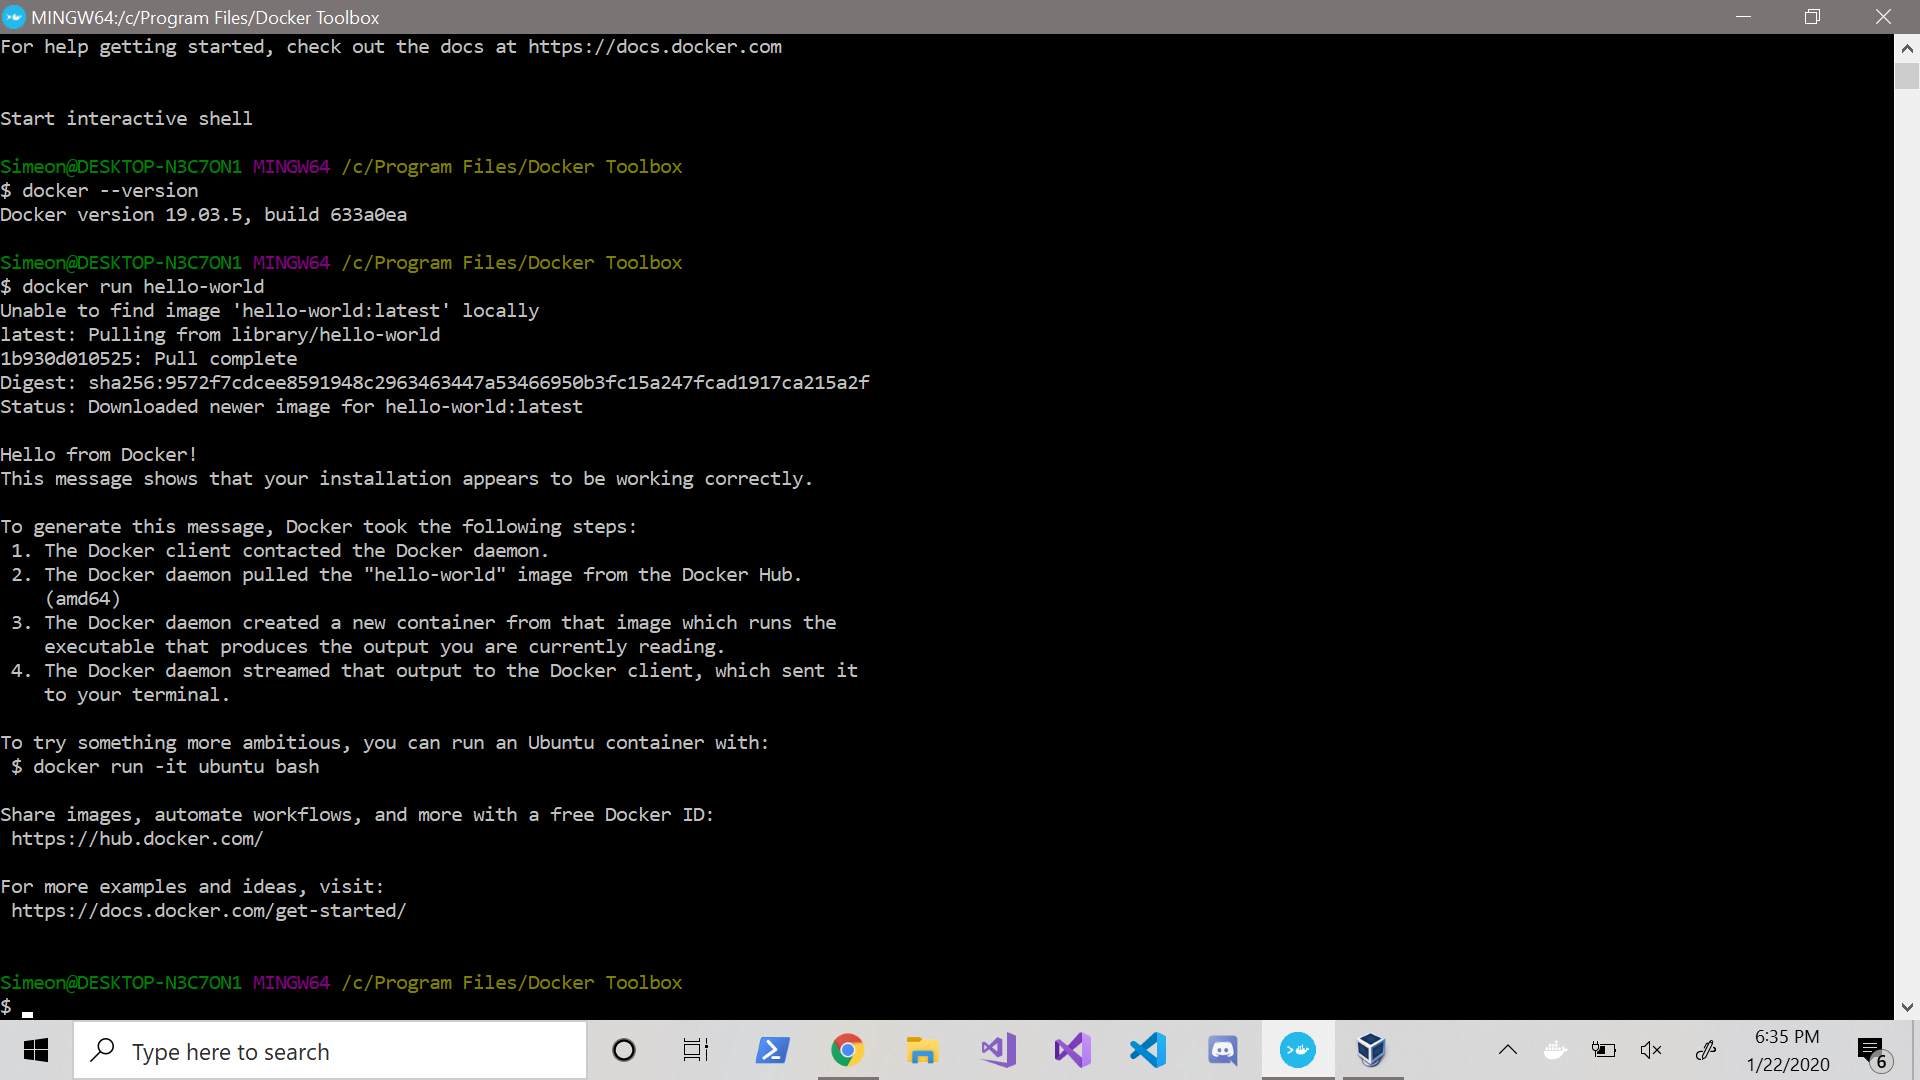 MINGW64:/c/Program Files/Docker Toolbox
For help getting started, check out the docs at https://docs.docker.com
Start interactive shell
Simeon@DESKTOP-N3C7ON1 MINGW64 /c/Program Files/Docker Toolbox
$ docker --version
Docker version 19.03.5, build 633a0ea
Simeon@DESKTOP-N3C7ON1 MINGW64 /c/Program Files/Docker Toolbox
$ docker run hello-world
Unable to find image 'hello-world:latest' locally
latest: Pulling from library/hello-world
1b930d010525: Pull complete
Digest: sha256:9572f7cdcee8591948c2963463447a53466950b3fc15a247fcad1917ca215a2f
Status: Downloaded newer image for hello-world:latest
Hello from Docker!
This message shows that your installation appears to be working correctly.
To generate this message, Docker took the following steps:
1. The Docker client contacted the Docker daemon.
2. The Docker daemon pulled the "hello-world" image from the Docker Hub.
(amd64)
3. The Docker daemon created a new container from that image which runs the
executable that produces the output you are currently reading.
4. The Docker daemon streamed that output to the Docker client, which sent it
to your terminal.
To try something more ambitious, you can run an Ubuntu container with:
$ docker run -it ubuntu bash
Share images, automate workflows, and more with a free Docker ID:
https://hub.docker.com/
For more examples and ideas, visit:
https://docs.docker.com/get-started/
Simeon@DESKTOP-N3C7ON1 MINGW64 /c/Program Files/Docker Toolbox
$
Type here to search
6:35 PM
1/22/2020
6